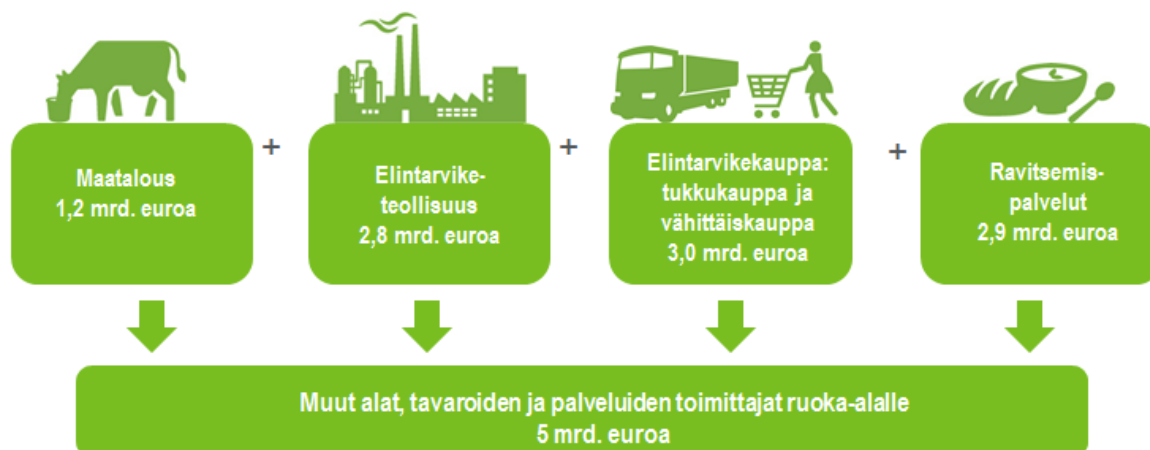 Maatalous
1,2 mrd. euroa
+
Elintarvike-
teollisuus
2,8 mrd. euroa
+
Elintarvikekauppa:
tukkukauppa ja
vähittäiskauppa
3,0 mrd. euroa
+
Ravitsemis-
palvelut
2,9 mrd. euroa
Muut alat, tavaroiden ja palveluiden toimittajat ruoka-alalle
5 mrd. euroa